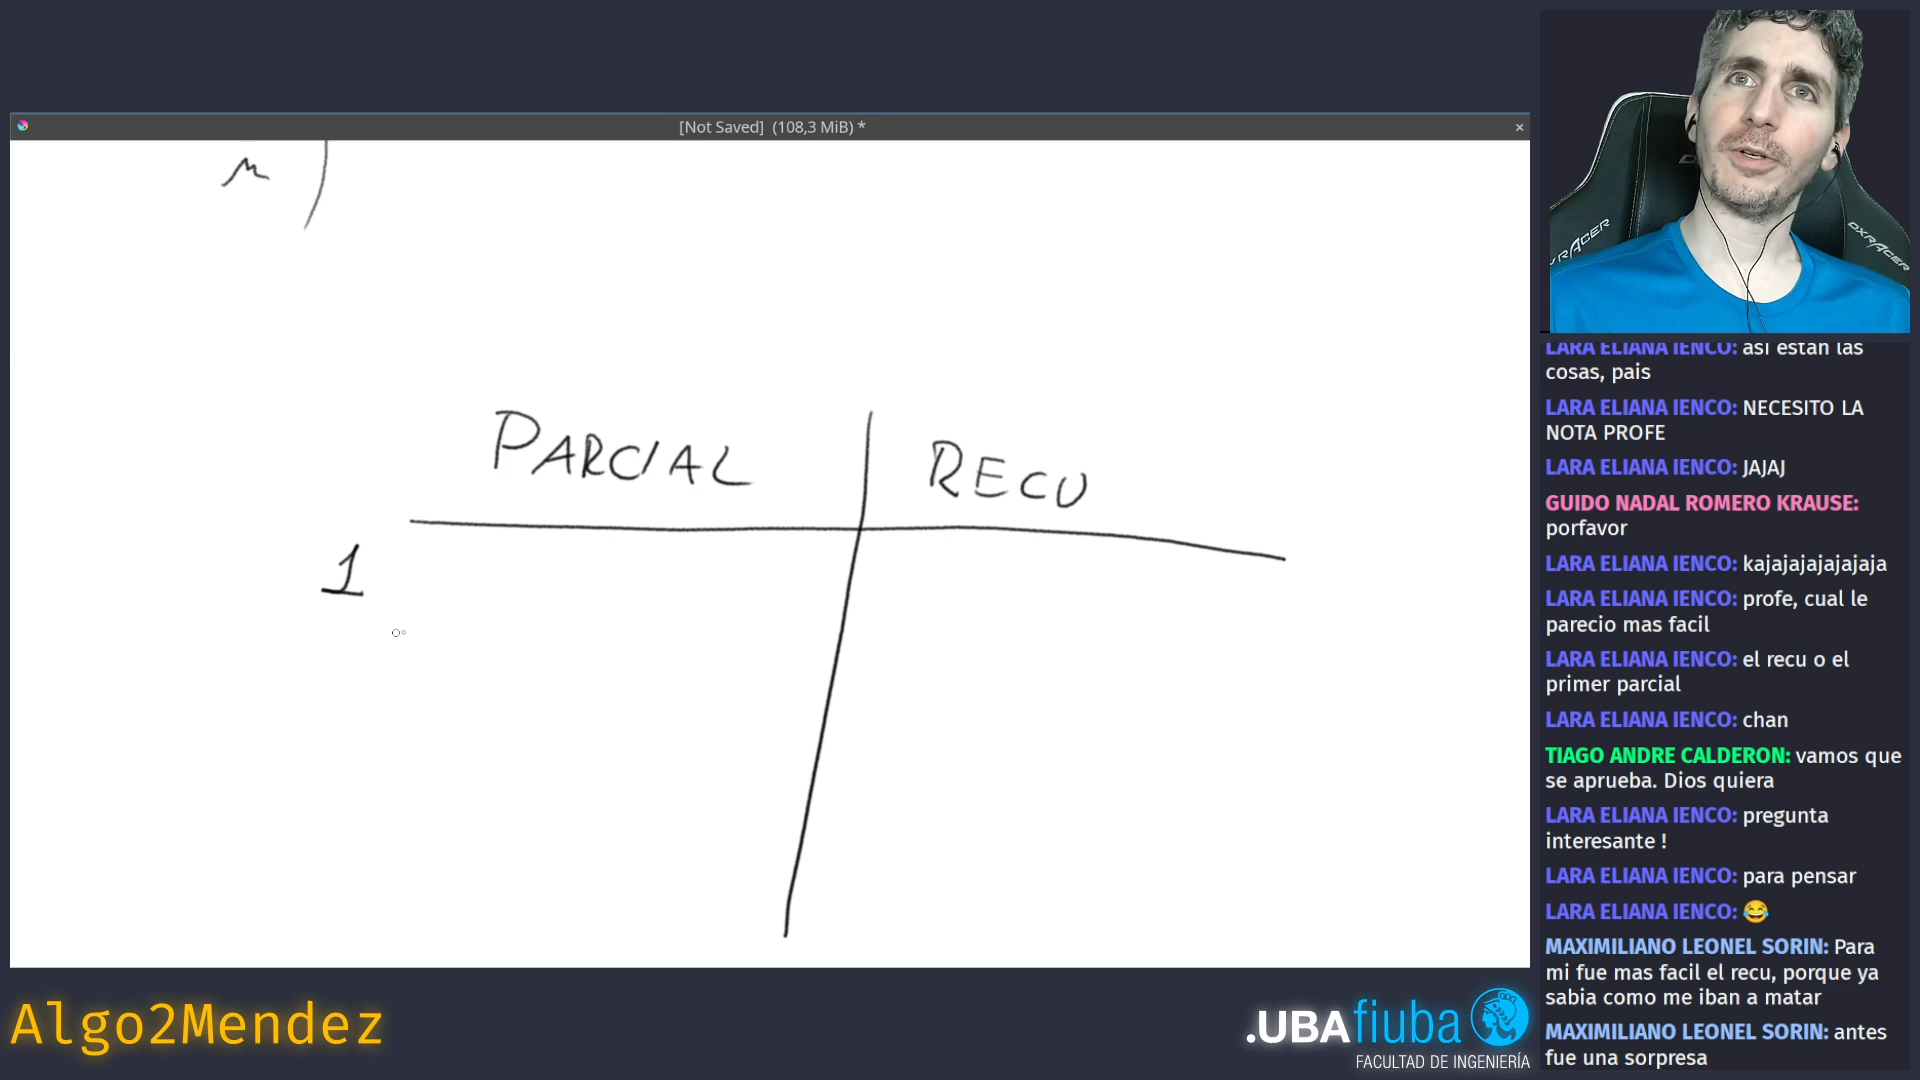 [Not Saved] (108,3 MiB) *
×
n )
PARCIAL
RECU
1
DXRACER
DXRACER
LARA ELIANA IENCO: asi estan las
cosas, pais
LARA ELIANA IENCO: NECESITO LA
NOTA PROFE
LARA ELIANA IENCO: JAJAJ
GUIDO NADAL ROMERO KRAUSE:
porfavor
LARA ELIANA IENCO: kajajajajajajaja
LARA ELIANA IENCO: profe, cual le
parecio mas facil
LARA ELIANA IENCO: el recu o el
primer parcial
LARA ELIANA IENCO: chan
TIAGO ANDRE CALDERON: vamos que
se aprueba. Dios quiera
LARA ELIANA IENCO: pregunta
interesante !
LARA ELIANA IENCO: para pensar
LARA ELIANA IENCO: 😂
MAXIMILIANO LEONEL SORIN: Para
mi fue mas facil el recu, porque ya
sabia como me iban a matar
MAXIMILIANO LEONEL SORIN: antes
fue una sorpresa
Algo2Mendez
.UBAfiuba
FACULTAD DE INGENIERÍA